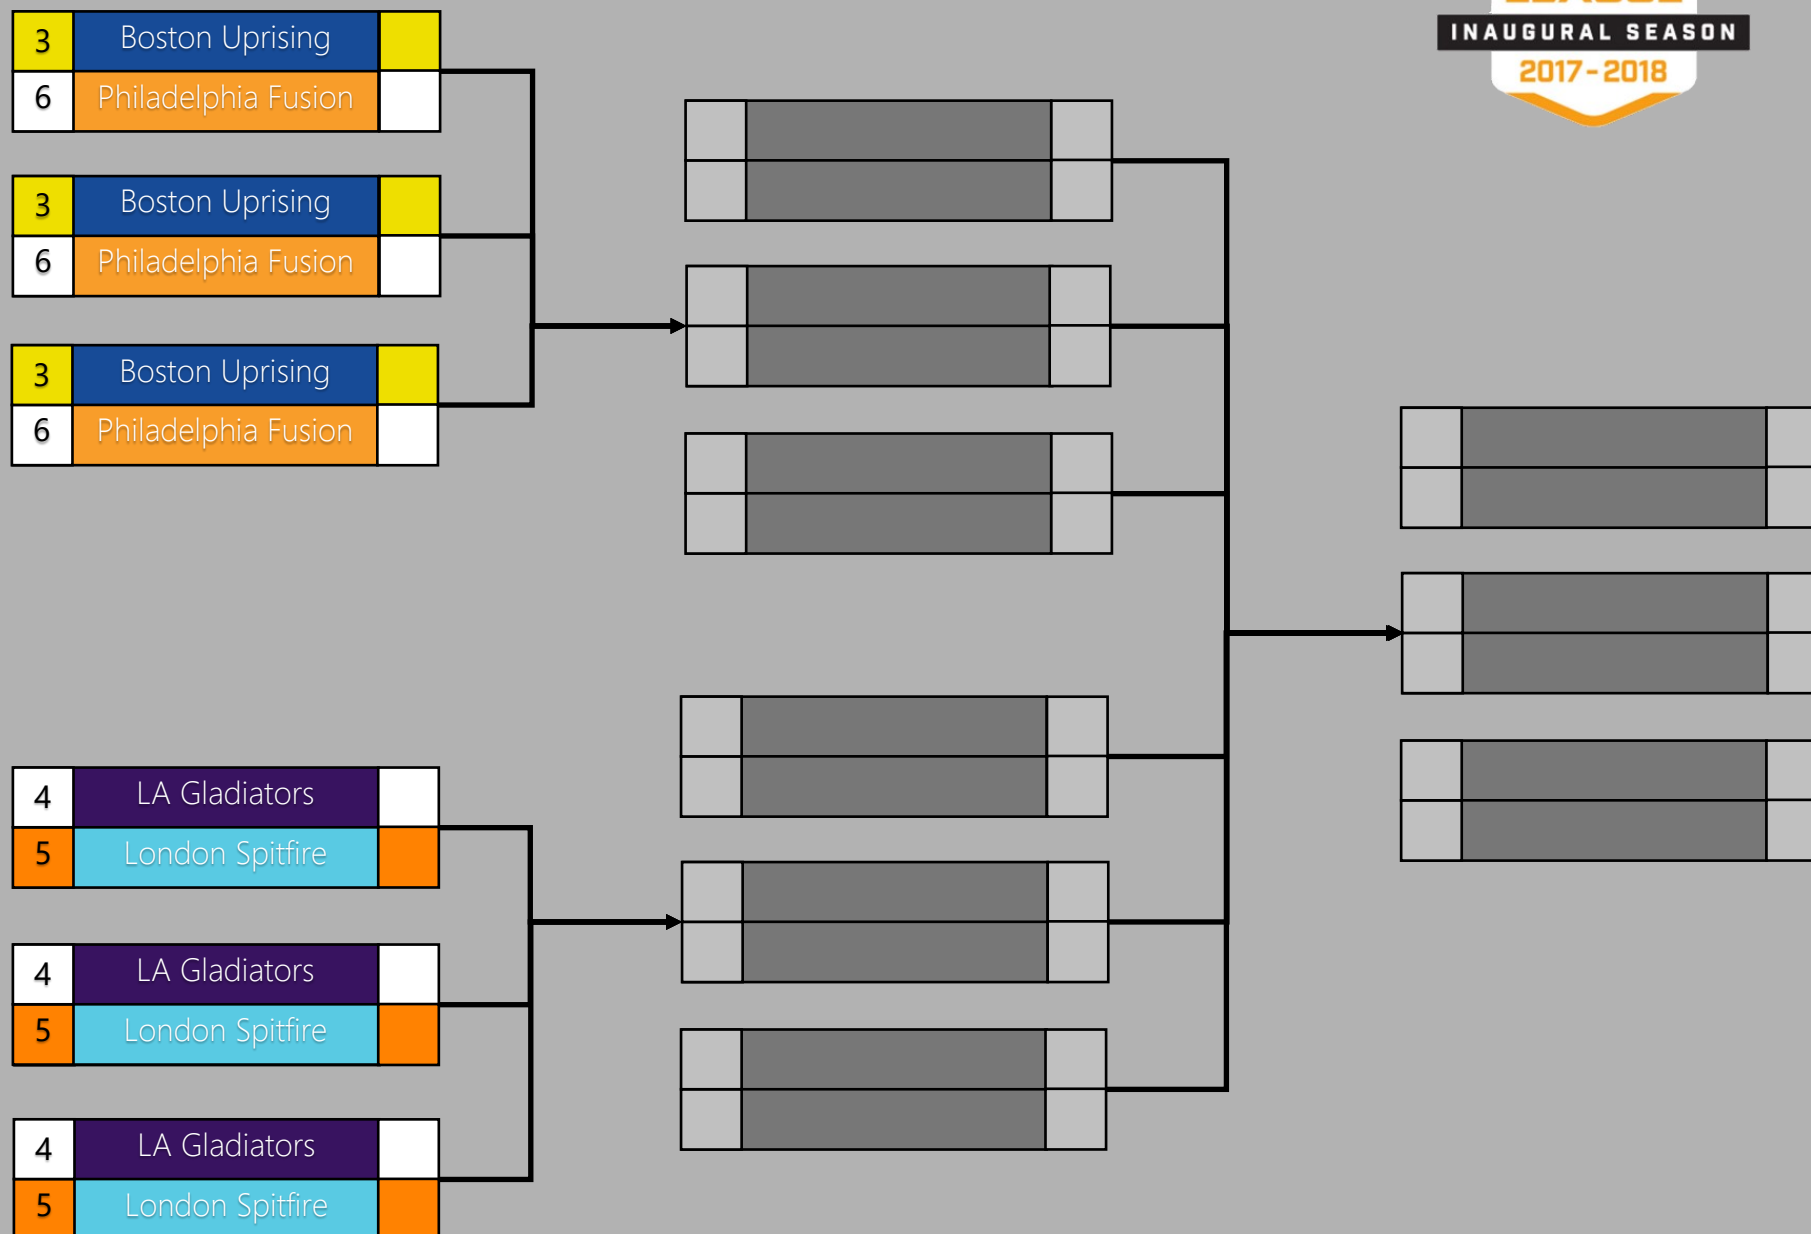 3 Boston Uprising
6 Philadelphia Fusion
3 Boston Uprising
6 Philadelphia Fusion
3 Boston Uprising
6 Philadelphia Fusion
4 LA Gladiators
5 London Spitfire
4 LA Gladiators
5 London Spitfire
4 LA Gladiators
5 London Spitfire
INAUGURAL SEASON
2017-2018